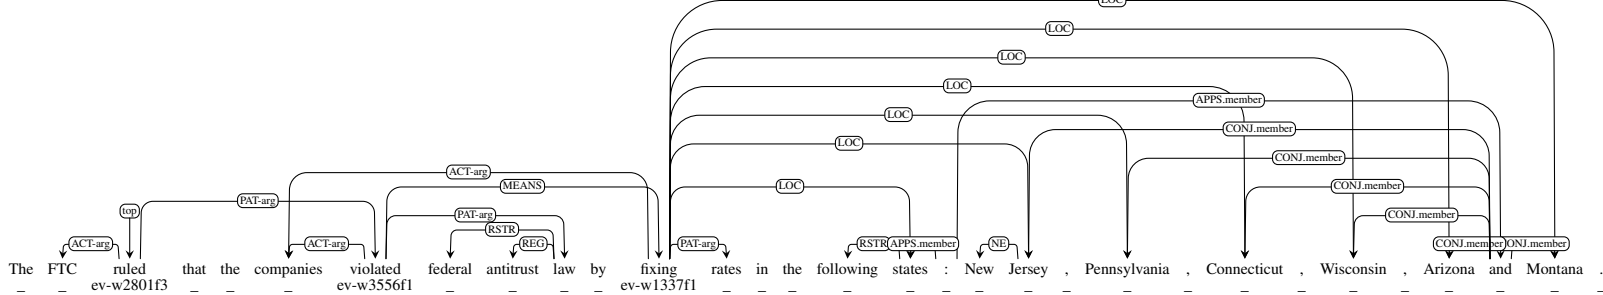 LOC
LOC
LOC
LOC
APPS.member
LOC
CONJ.member
LOC
CONJ.member
ACT-arg
MEANS LOC CONJ.member
PAT-arg
top PAT-arg CONJ.member
RSTR
ACT-arg ACT-arg REG PAT-arg RSTR APPS.member NE CONJ.member ONJ.member
The FTC ruled that the companies violated federal antitrust law by fixing rates in the following states : New Jersey , Pennsylvania , Connecticut , Wisconsin , Arizona and Montana .
ev-w2801f3 ev-w3556f1 ev-w1337f1
_ _ _ _ _ _ _ _ _ _ _ _ _ _ _ _ _ _ _ _ _ _ _ _ _ _ _ _